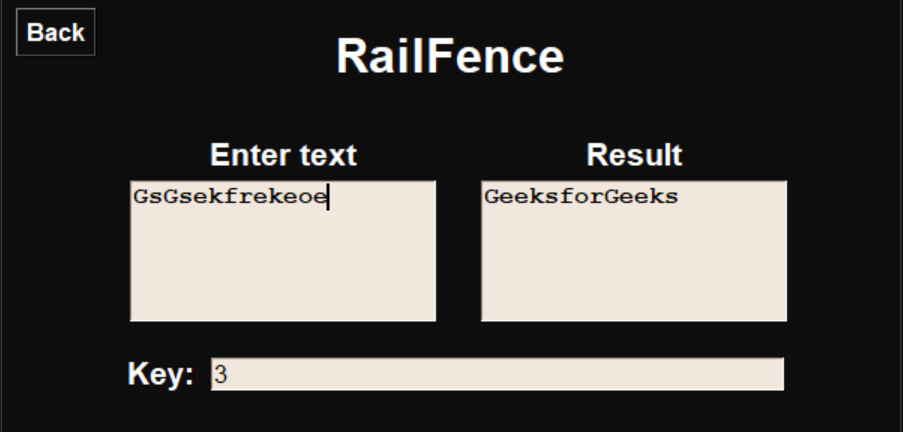 Back
RailFence
Enter text
Result
GsGsekfrekeoe
GeeksforGeeks
Key: 3